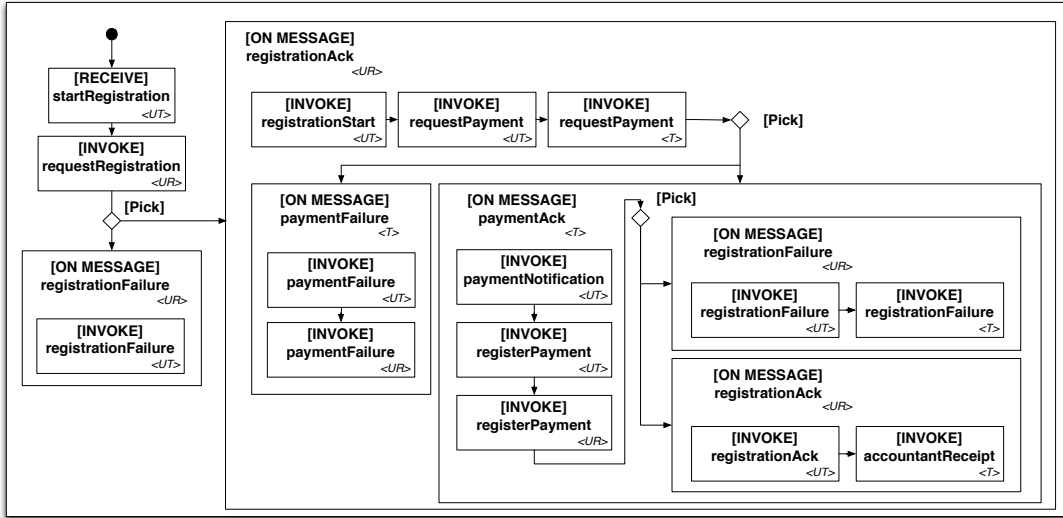 [RECEIVE]
startRegistration
<UT>
[INVOKE]
requestRegistration
<UR>
[Pick]
[ON MESSAGE]
registrationFailure
<UR>
[INVOKE]
registrationFailure
<UT>
[ON MESSAGE]
registrationAck
<UR>
[INVOKE]
registrationStart
<UT>
[INVOKE]
requestPayment
<UT>
[INVOKE]
requestPayment
<T>
[Pick]
[ON MESSAGE]
paymentFailure
<T>
[INVOKE]
paymentFailure
<UT>
[INVOKE]
paymentFailure
<UR>
[ON MESSAGE]
paymentAck
<T>
[INVOKE]
paymentNotification
<UT>
[INVOKE]
registerPayment
<UT>
[INVOKE]
registerPayment
<UR>
[Pick]
[ON MESSAGE]
registrationFailure
<UR>
[INVOKE]
registrationFailure
<UT>
[INVOKE]
registrationFailure
<T>
[ON MESSAGE]
registrationAck
<UR>
[INVOKE]
registrationAck
<UT>
[INVOKE]
accountantReceipt
<T>